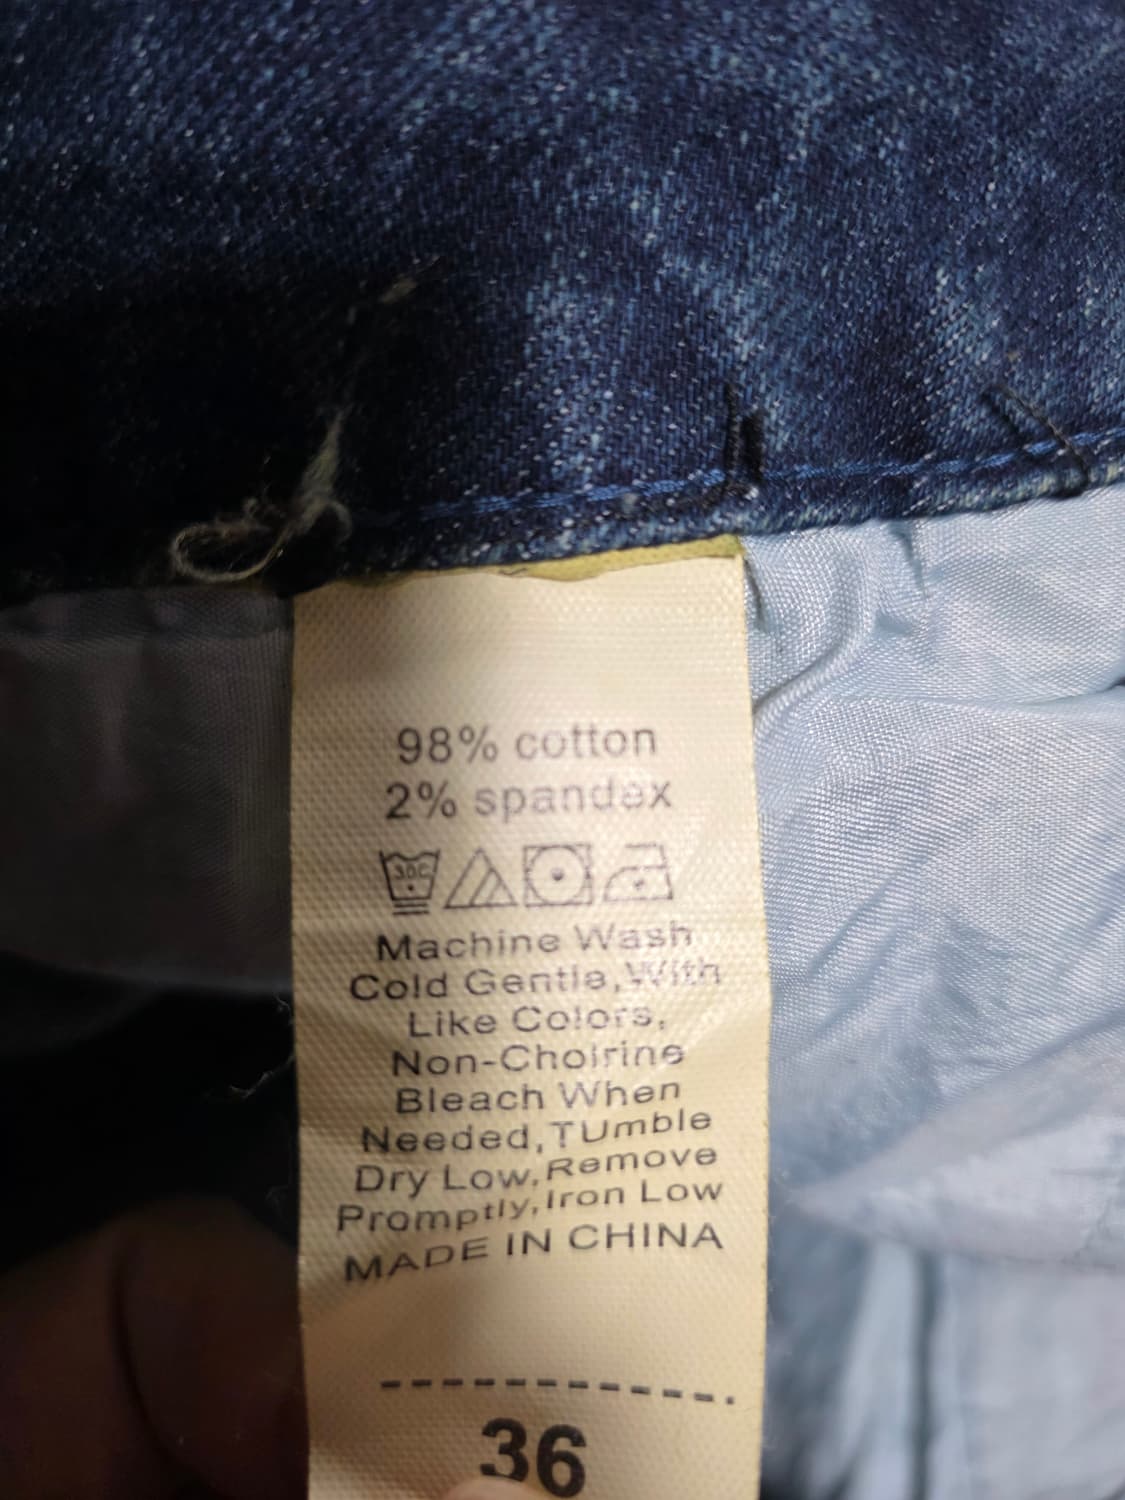 98% cotton
2% spandex
30C
Machine Wash
Cold Gentle,With
Like Colors,
Non-Cholrine
Bleach When
Needed,TUmble
Dry Low,Remove
Promptly,Iron Low
MADE IN CHINA
36